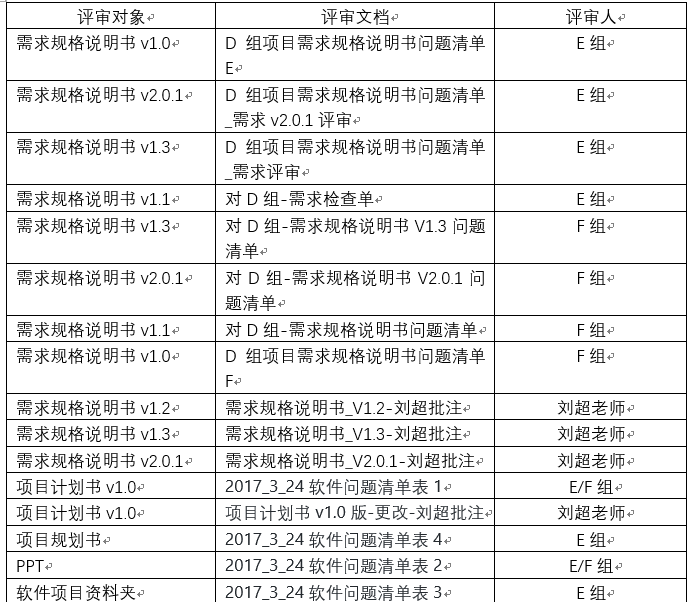 评审对象 评审文档 评审人
需求规格说明书 v1.0 D 组项目需求规格说明书问题清单 E 组
E
需求规格说明书 v2.0.1 D 组项目需求规格说明书问题清单 E 组
_需求 v2.0.1 评审
需求规格说明书 v1.3 D 组项目需求规格说明书问题清单 E 组
_需求评审
需求规格说明书 v1.1 对 D 组-需求检查单 E 组
需求规格说明书 v1.3 对 D 组-需求规格说明书 V1.3 问题 F 组
清单
需求规格说明书 v2.0.1 对 D 组-需求规格说明书 V2.0.1 问 F 组
题清单
需求规格说明书 v1.1 对 D 组-需求规格说明书问题清单 F 组
需求规格说明书 v1.0 D 组项目需求规格说明书问题清单 F 组
F
需求规格说明书 v1.2 需求规格说明书_V1.2-刘超批注 刘超老师
需求规格说明书 v1.3 需求规格说明书_V1.3-刘超批注 刘超老师
需求规格说明书 v2.0.1 需求规格说明书_V2.0.1-刘超批注 刘超老师
项目计划书 v1.0 2017_3_24 软件问题清单表 1 E/F 组
项目计划书 v1.0 项目计划书 v1.0 版-更改-刘超批注 刘超老师
项目规划书 2017_3_24 软件问题清单表 4 E 组
PPT 2017_3_24 软件问题清单表 2 E/F 组
软件项目资料夹 2017_3_24 软件问题清单表 3 E 组